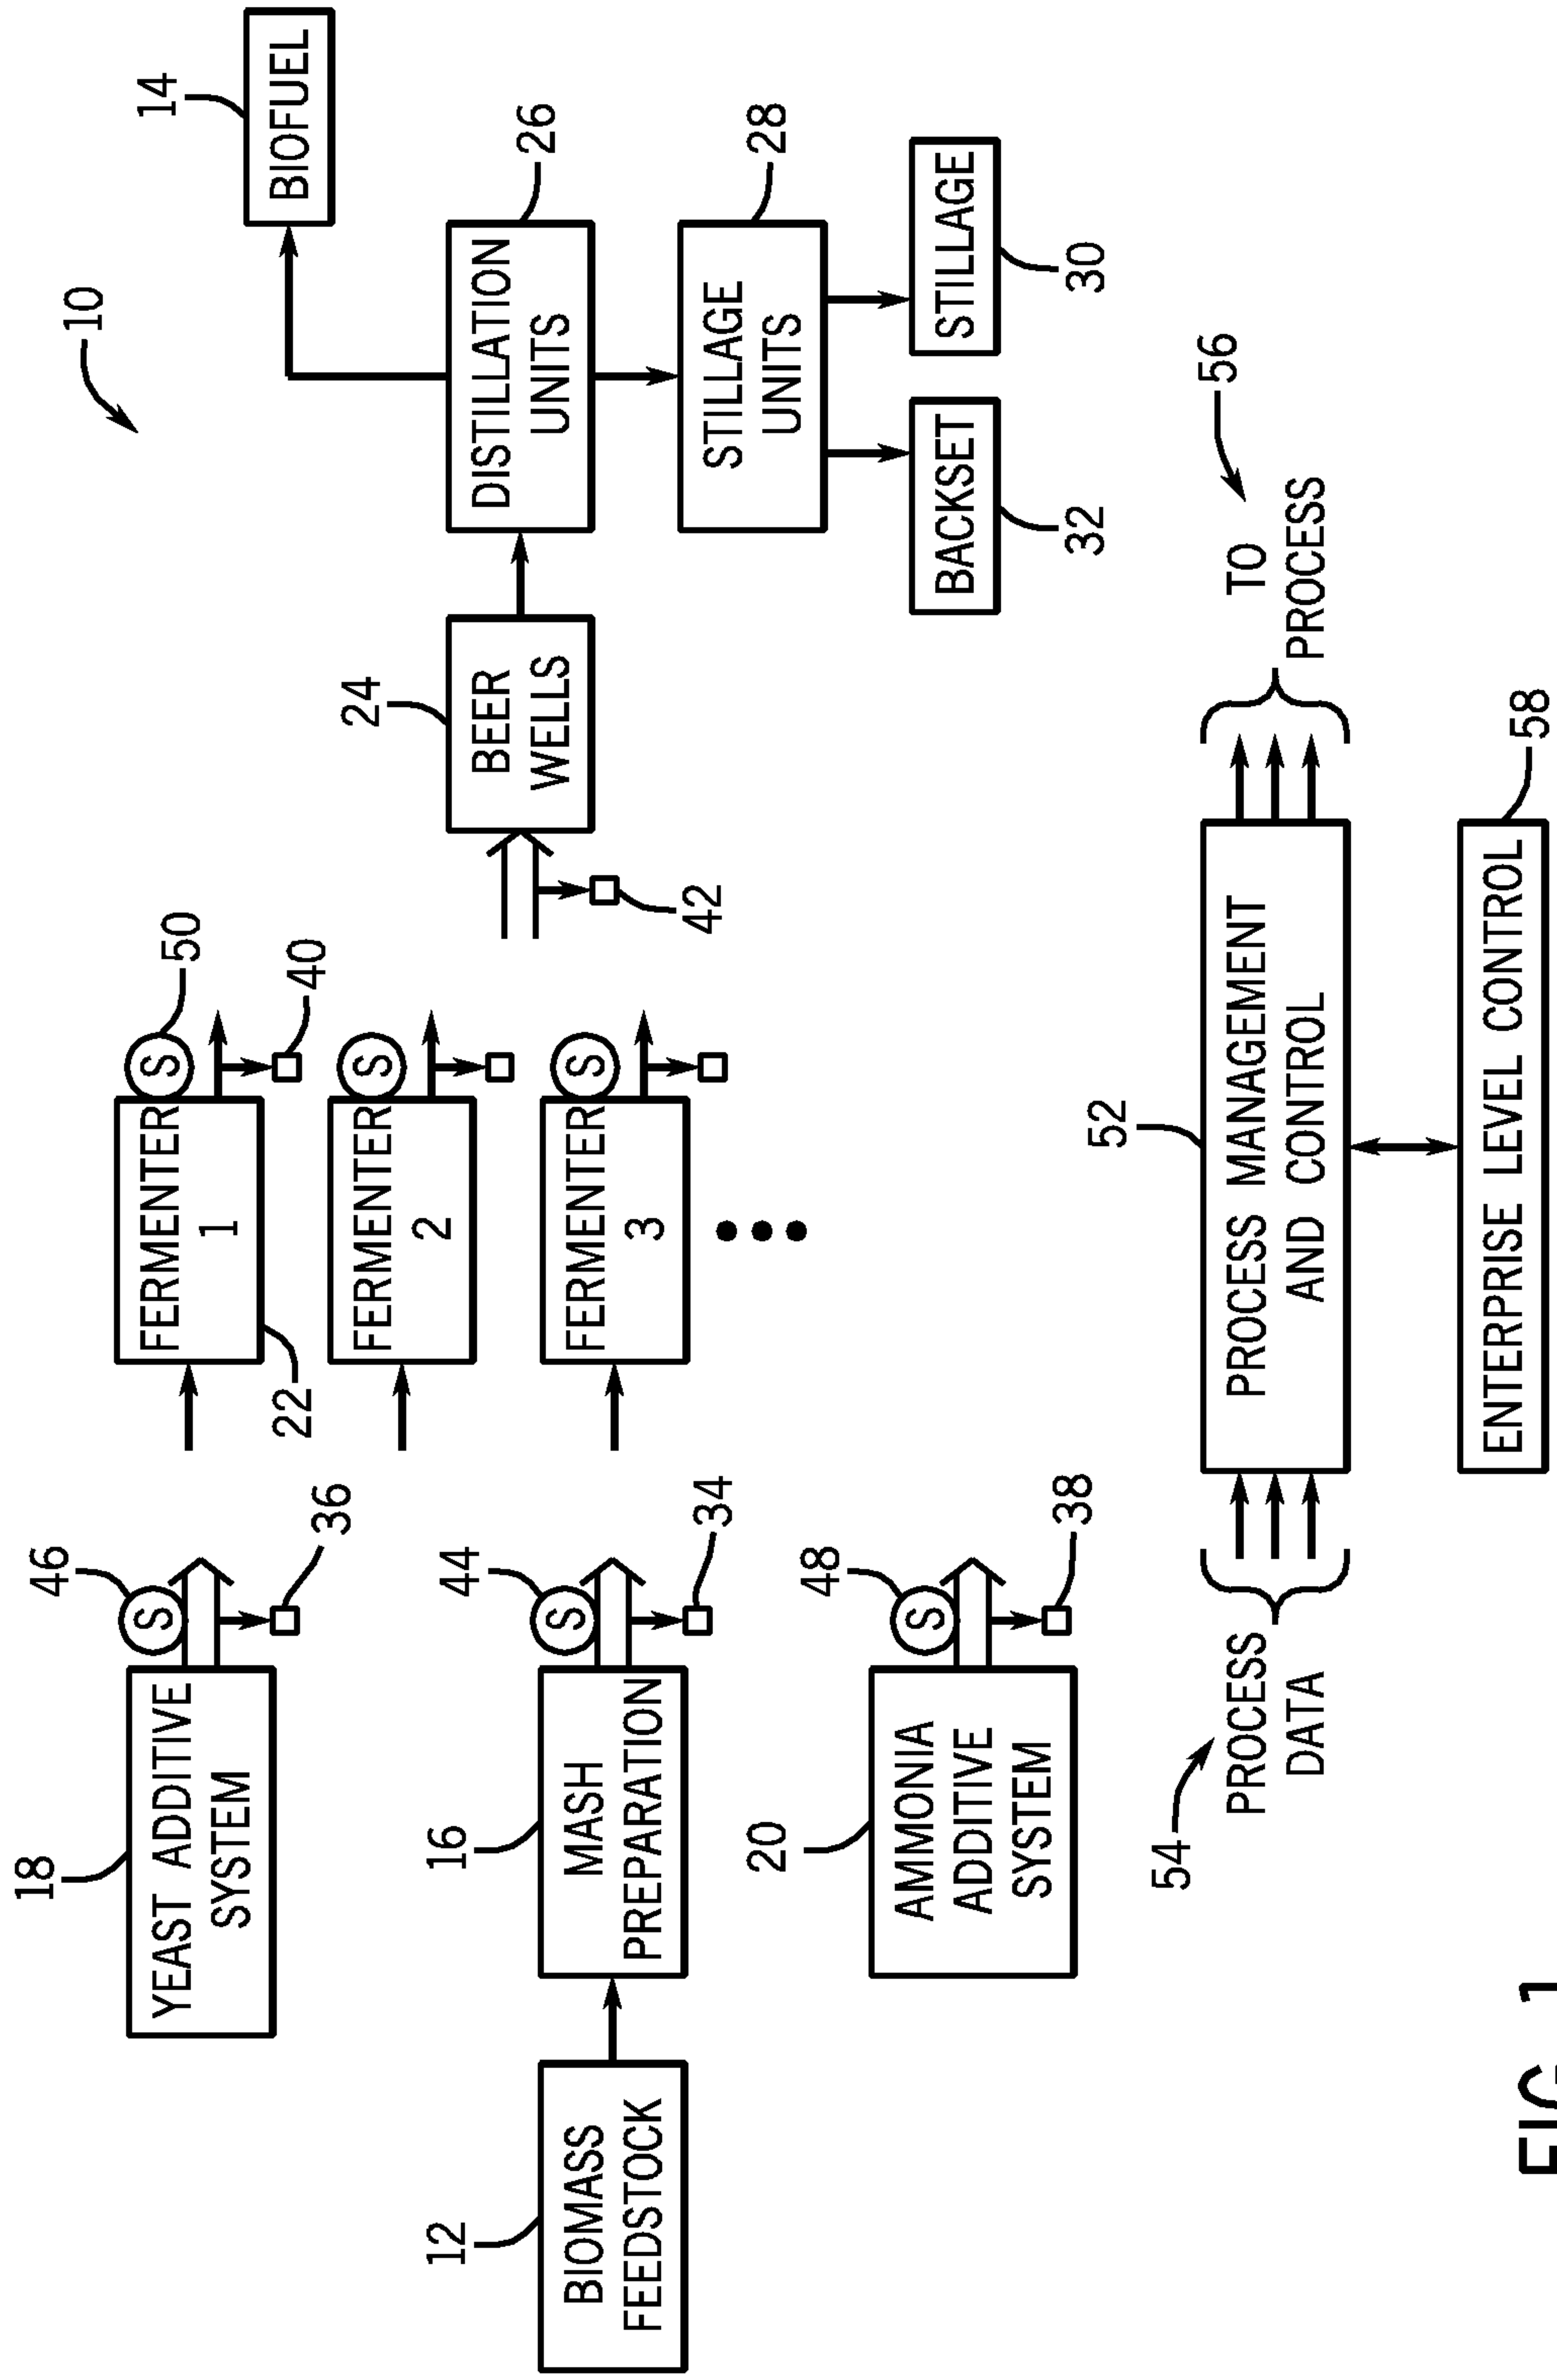 10
14
BIOFUEL
18
YEAST ADDITIVE
SYSTEM
46
S
36
FERMENTER
1
S
50
40
22
FERMENTER
2
S
FERMENTER
3
S
12
BIOMASS
FEEDSTOCK
16
MASH
PREPARATION
44
S
34
24
BEER
WELLS
42
DISTILLATION
UNITS
26
STILLAGE
UNITS
28
BACKSET
32
STILLAGE
30
20
AMMONIA
ADDITIVE
SYSTEM
48
S
38
54
PROCESS
DATA
52
PROCESS MANAGEMENT
AND CONTROL
TO
PROCESS
56
ENTERPRISE LEVEL CONTROL
58
FIG. 1